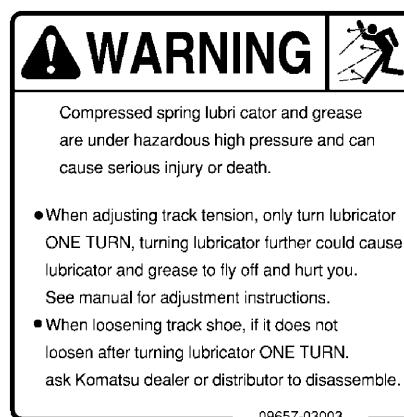 WARNING
Compressed spring lubri cator and grease
are under hazardous high pressure and can
cause serious injury or death.
● When adjusting track tension, only turn lubricator
ONE TURN, turning lubricator further could cause
lubricator and grease to fly off and hurt you.
See manual for adjustment instructions.
● When loosening track shoe, if it does not
loosen after turning lubricator ONE TURN.
ask Komatsu dealer or distributor to disassemble.
09657-03003